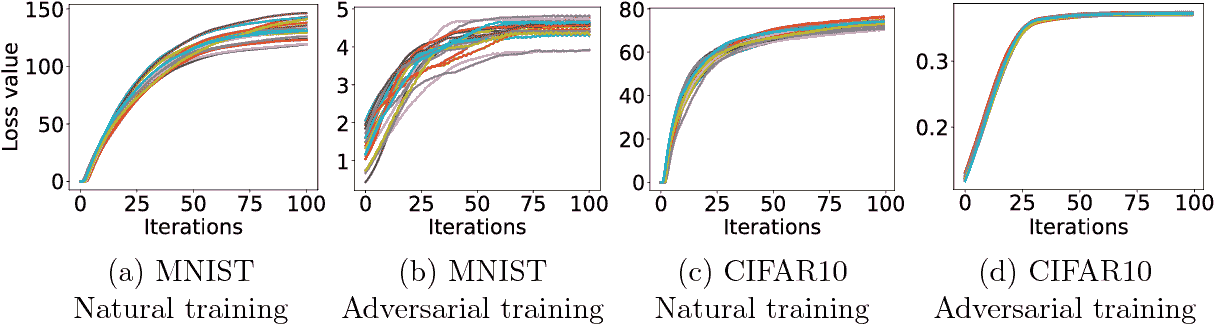 Loss value
150
100
50
0
0 25 50 75 100
Iterations
(a) MNIST
Natural training
5
4
3
2
1
0 25 50 75 100
Iterations
(b) MNIST
Adversarial training
80
60
40
20
0
0 25 50 75 100
Iterations
(c) CIFAR10
Natural training
0.3
0.2
0 25 50 75 100
Iterations
(d) CIFAR10
Adversarial training